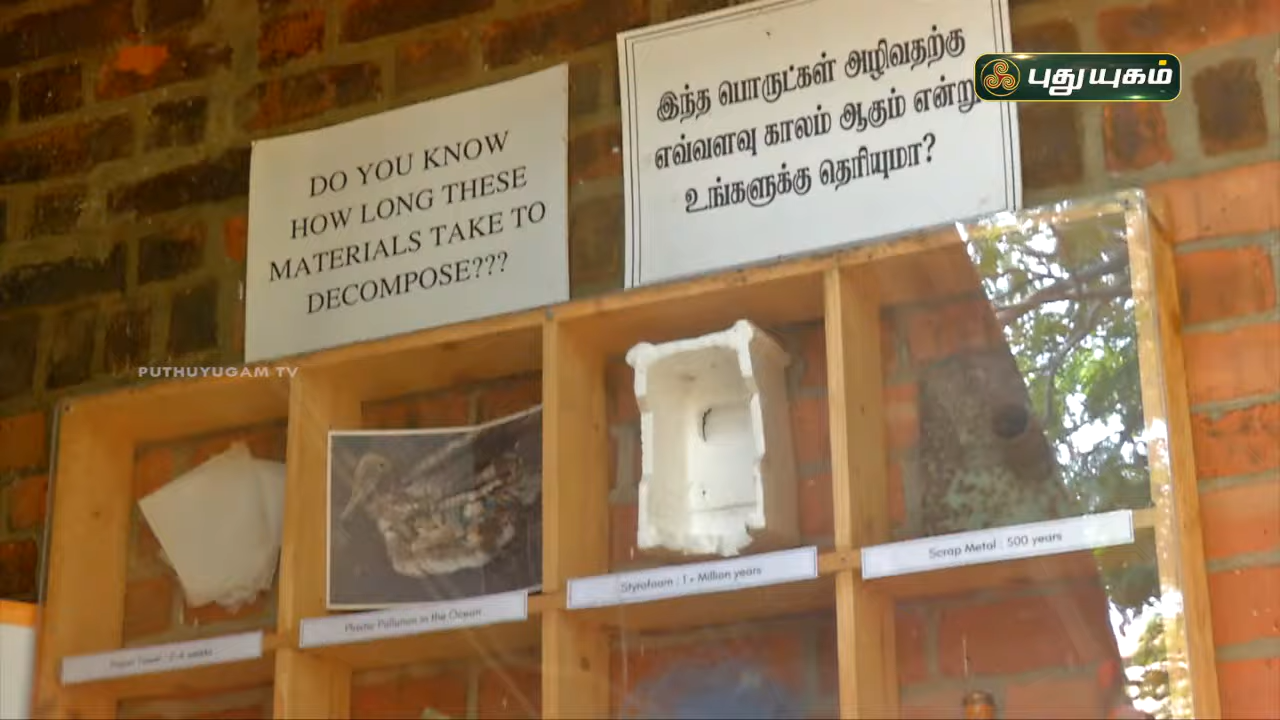 DO YOU KNOW
HOW LONG THESE
MATERIALS TAKE TO
DECOMPOSE???
இந்த பொருட்கள் அழிவதற்கு
எவ்வளவு காலம் ஆகும் என்று
உங்களுக்கு தெரியுமா?
புதுயுகம்
PUTHUYUGAM TV
Paper Towel : 2-4 weeks
Plastic Pollution in the Ocean
Styrofoam : 1+ Million years
Scrap Metal : 500 years